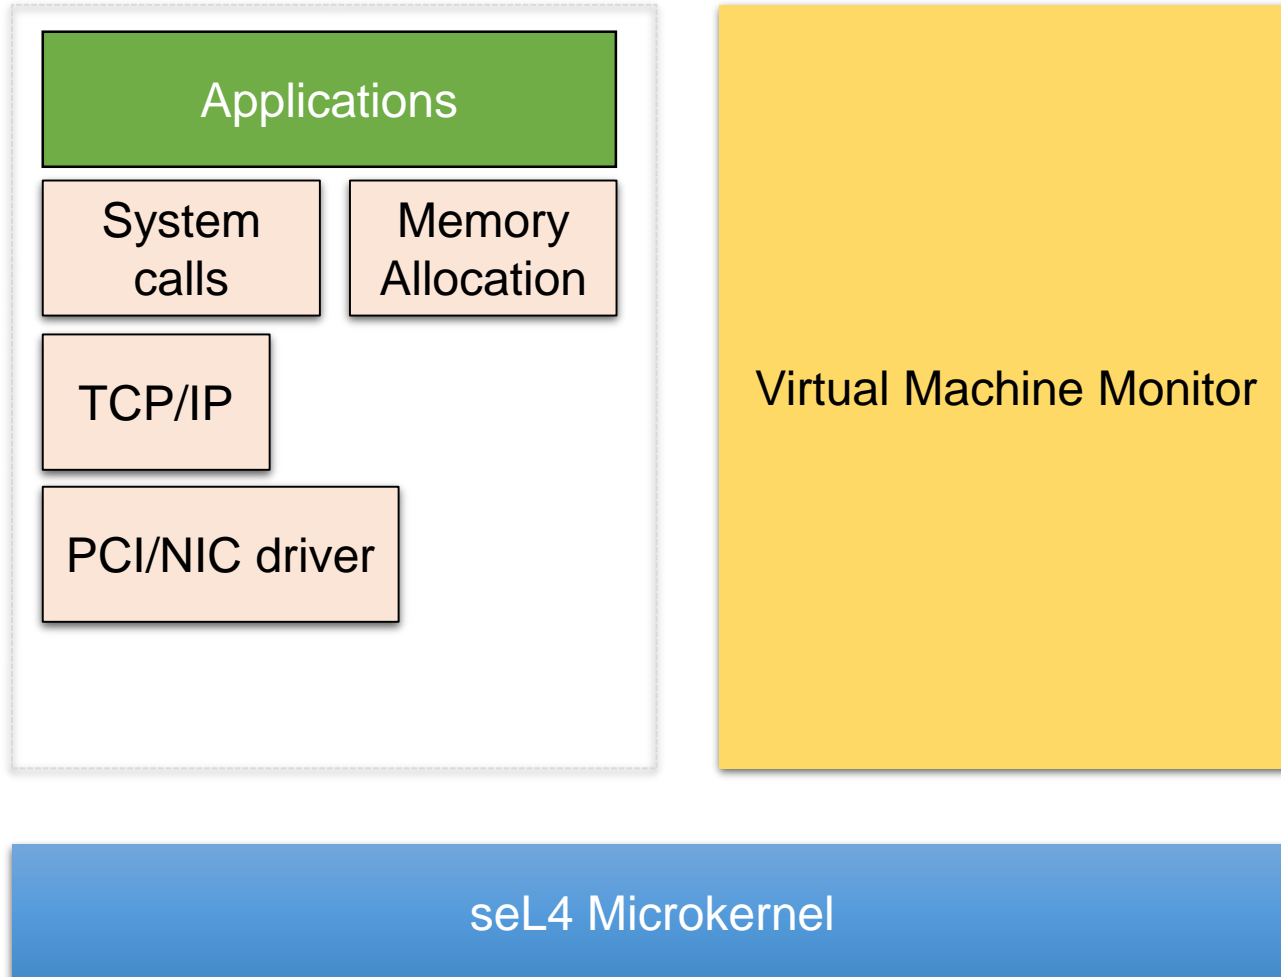 Applications
System
calls
Memory
Allocation
TCP/IP
PCI/NIC driver
Virtual Machine Monitor
seL4 Microkernel